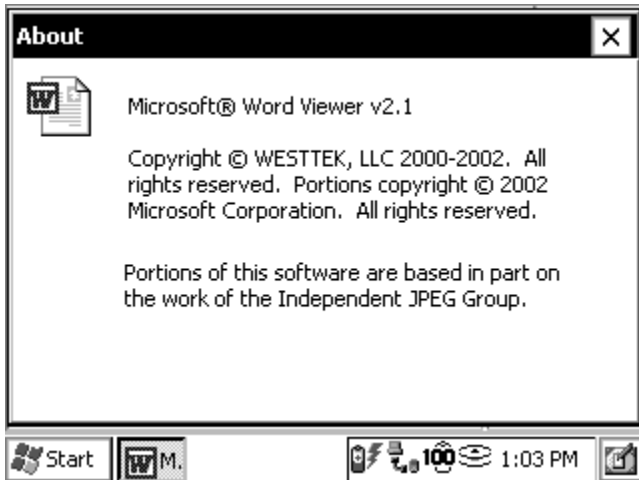 About
Microsoft® Word Viewer v2.1
Copyright © WESTTEK, LLC 2000-2002.  All
rights reserved.  Portions copyright © 2002
Microsoft Corporation.  All rights reserved.
Portions of this software are based in part on
the work of the Independent JPEG Group.
Start
M.
100
1:03 PM